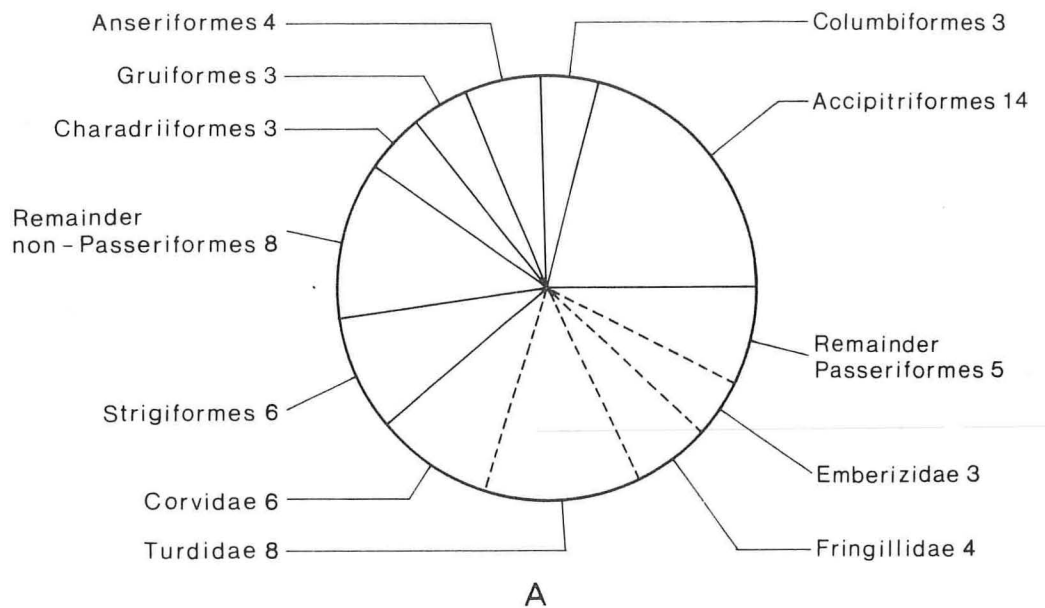 Anseriformes 4
Columbiformes 3
Gruiformes 3
Accipitriformes 14
Charadriiformes 3
Remainder
non-Passeriformes 8
Remainder
Passeriformes 5
Strigiformes 6
Emberizidae 3
Corvidae 6
Turdidae 8
Fringillidae 4
A